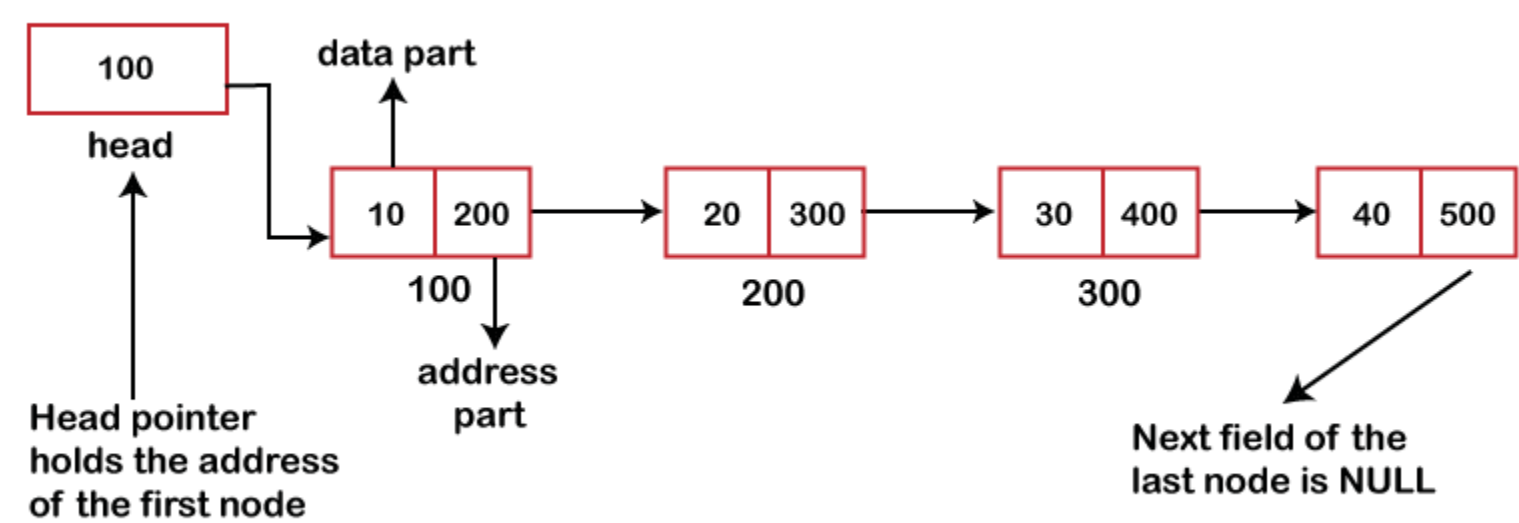 100
head
data part
10 200
20 300
30 400
40 500
100
200
300
address
part
Head pointer
holds the address
of the first node
Next field of the
last node is NULL